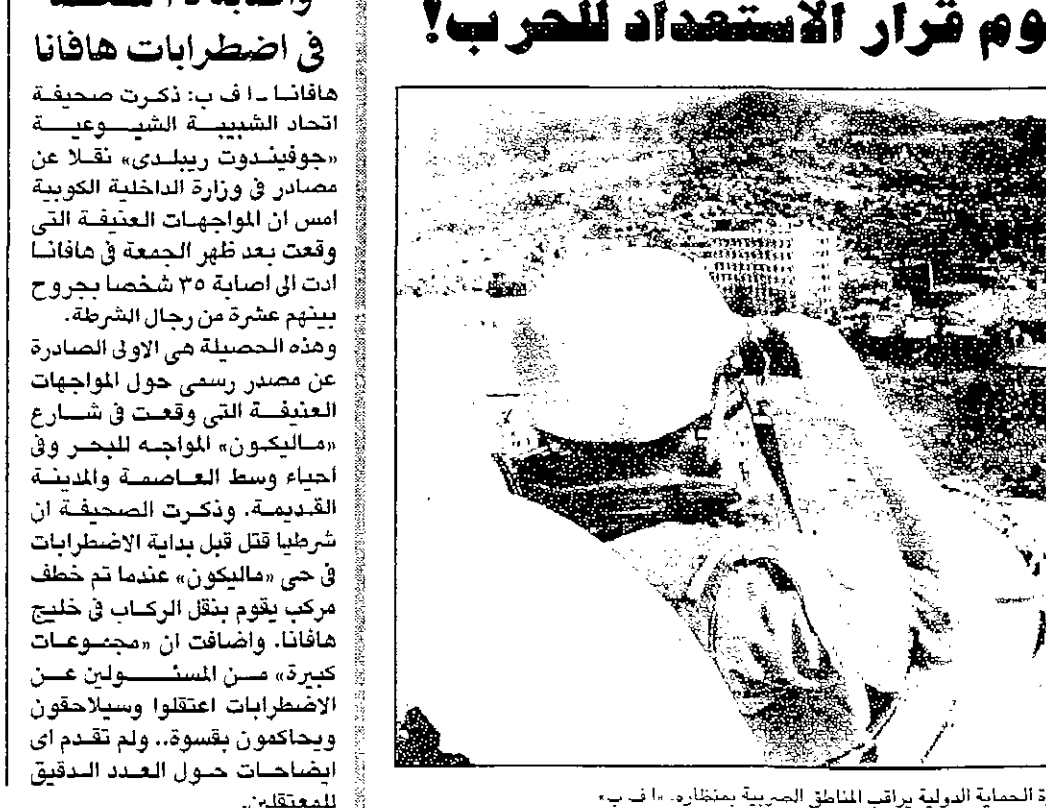 وم قرار الاستعداد للحرب!
فى اضطرابات هافانا
هافانا ـ ا ف ب: ذكرت صحيفة
اتحاد الشبيبة الشيوعية
«جوفيندوت ريبلدى» نقلا عن
مصادر فى وزارة الداخلية الكوبية
امس ان المواجهات العنيفة التى
وقعت بعد ظهر الجمعة فى هافانا
ادت الى اصابة ٣٥ شخصا بجروح
بينهم عشرة من رجال الشرطة.
وهذه الحصيلة هى الاولى الصادرة
عن مصدر رسمى حول المواجهات
العنيفة التى وقعت فى شارع
«ماليكون» المواجه للبحر وفى
احياء وسط العاصمة والمدينة
القديمة. وذكرت الصحيفة ان
شرطيا قتل قبل بداية الاضطرابات
فى حى «ماليكون» عندما تم خطف
مركب يقوم بنقل الركاب فى خليج
هافانا. واضافت ان «مجموعات
كبيرة» من المسئولين عن
الاضطرابات اعتقلوا وسيلاحقون
ويحاكمون بقسوة.. ولم تقدم اى
ايضاحات حول العدد الدقيق
للمعتقلين.
ة الحماية الدولية يراقب المناطق الصربية بمنظاره. «ا ف ب»